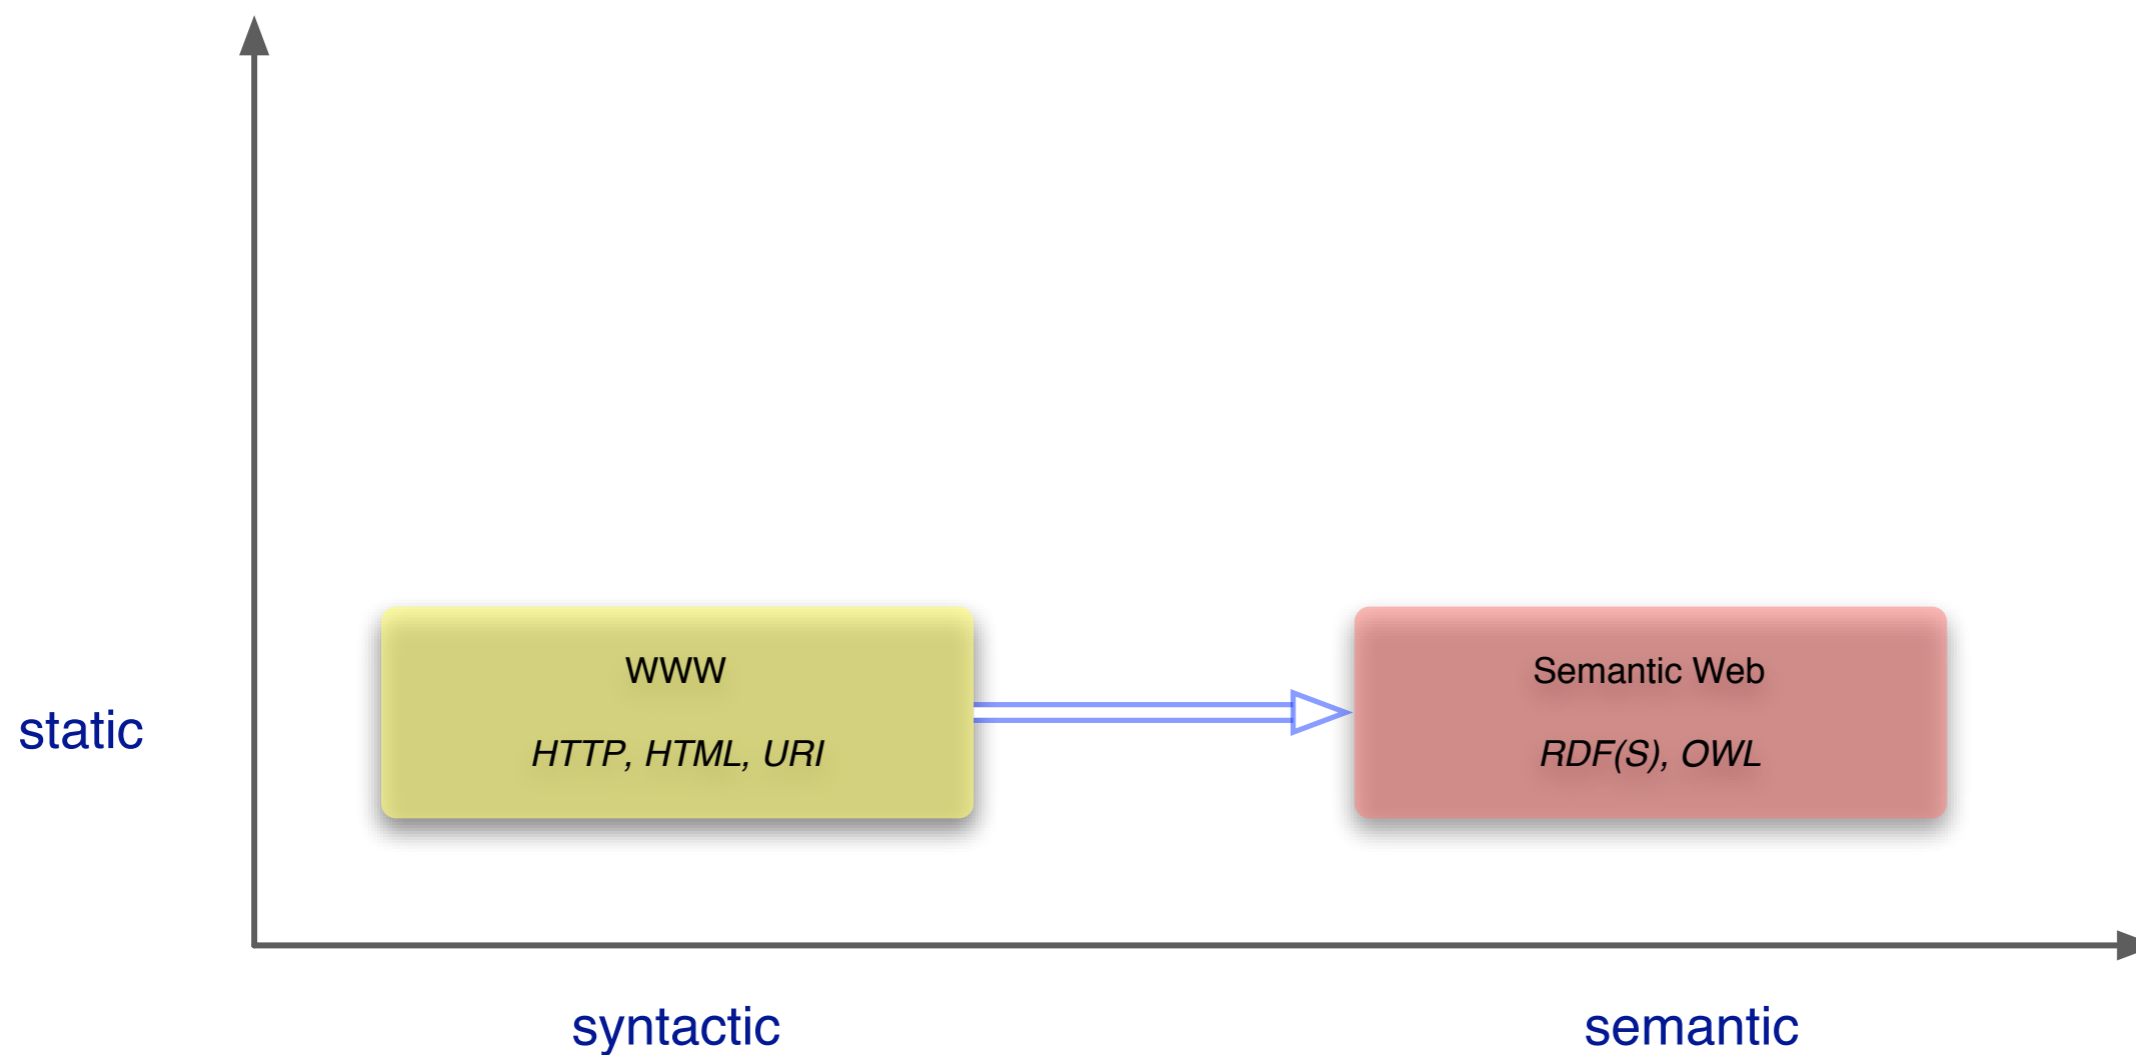 WWW
HTTP, HTML, URI
Semantic Web
RDF(S), OWL
static
syntactic
semantic